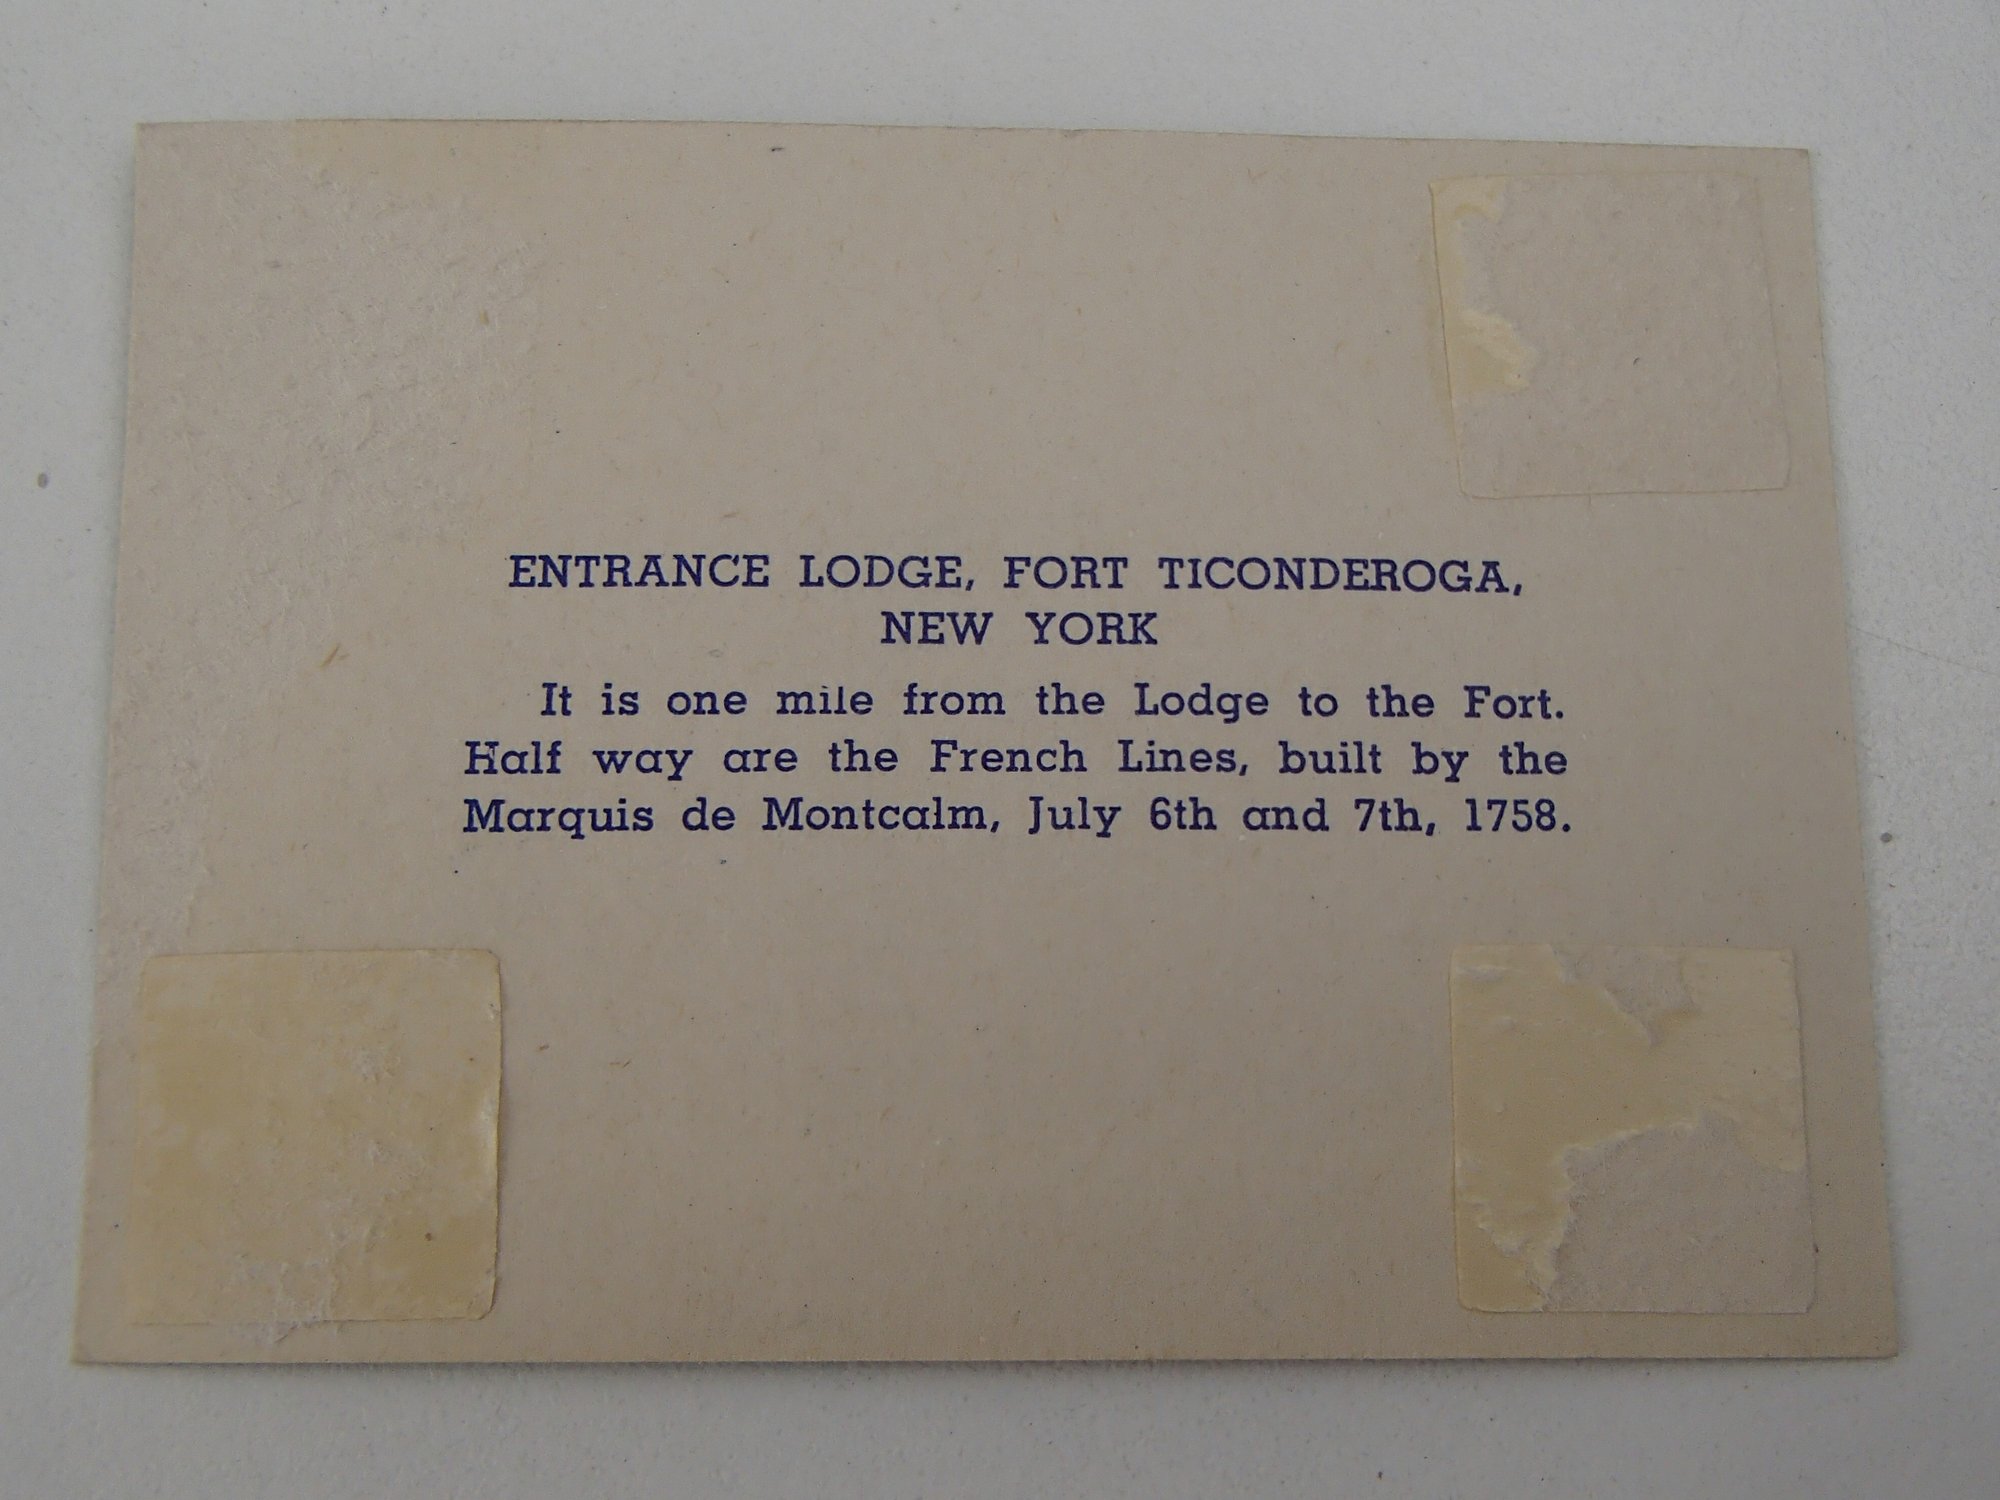 ENTRANCE LODGE, FORT TICONDEROGA,
NEW YORK
It is one mile from the Lodge to the Fort.
Half way are the French Lines, built by the
Marquis de Montcalm, July 6th and 7th, 1758.